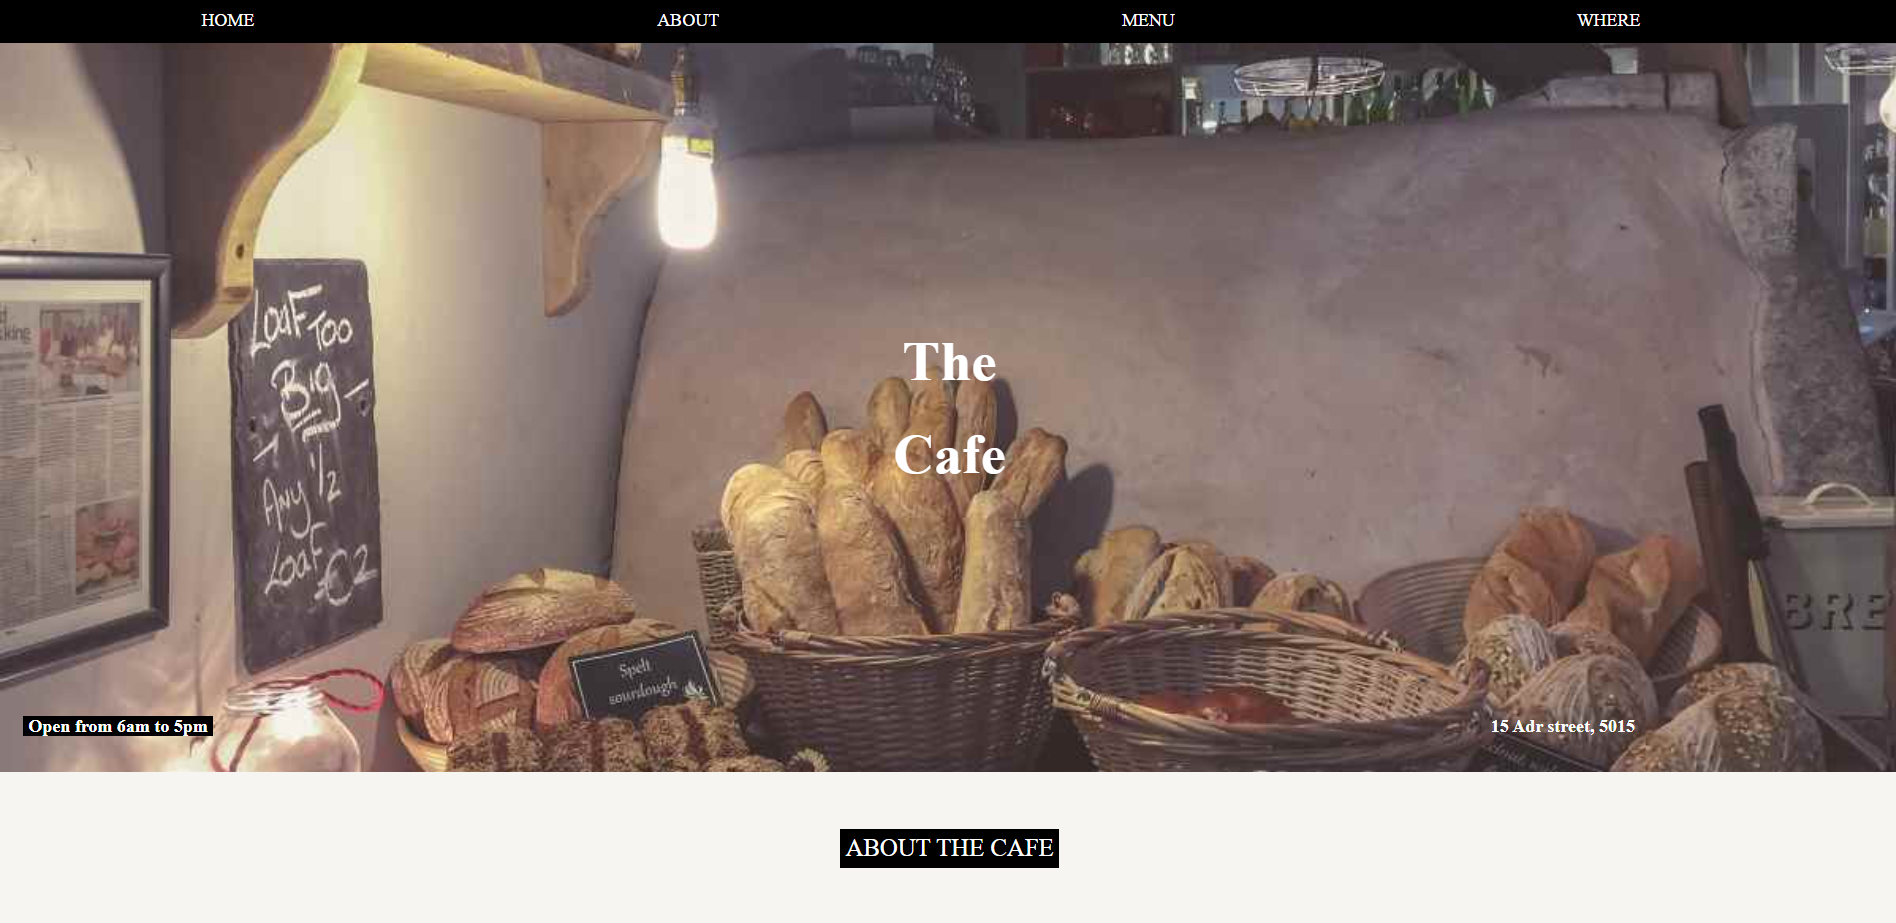 HOME ABOUT MENU WHERE
LOAF TOO
BIG
ANY 1/2
LOAF
€2
The
Cafe
Spelt
sourdough
BRE
Open from 6am to 5pm
15 Adr street, 5015
ABOUT THE CAFE